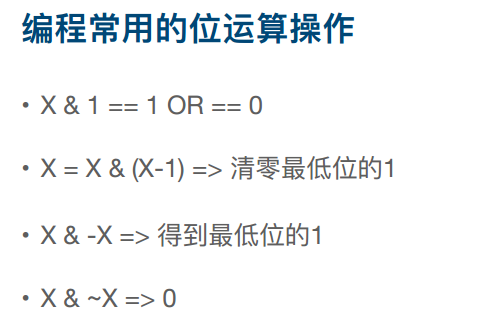 编程常用的位运算操作
• X & 1 == 1 OR == 0
• X = X & (X-1) => 清零最低位的1
• X & -X => 得到最低位的1
• X & ~X => 0